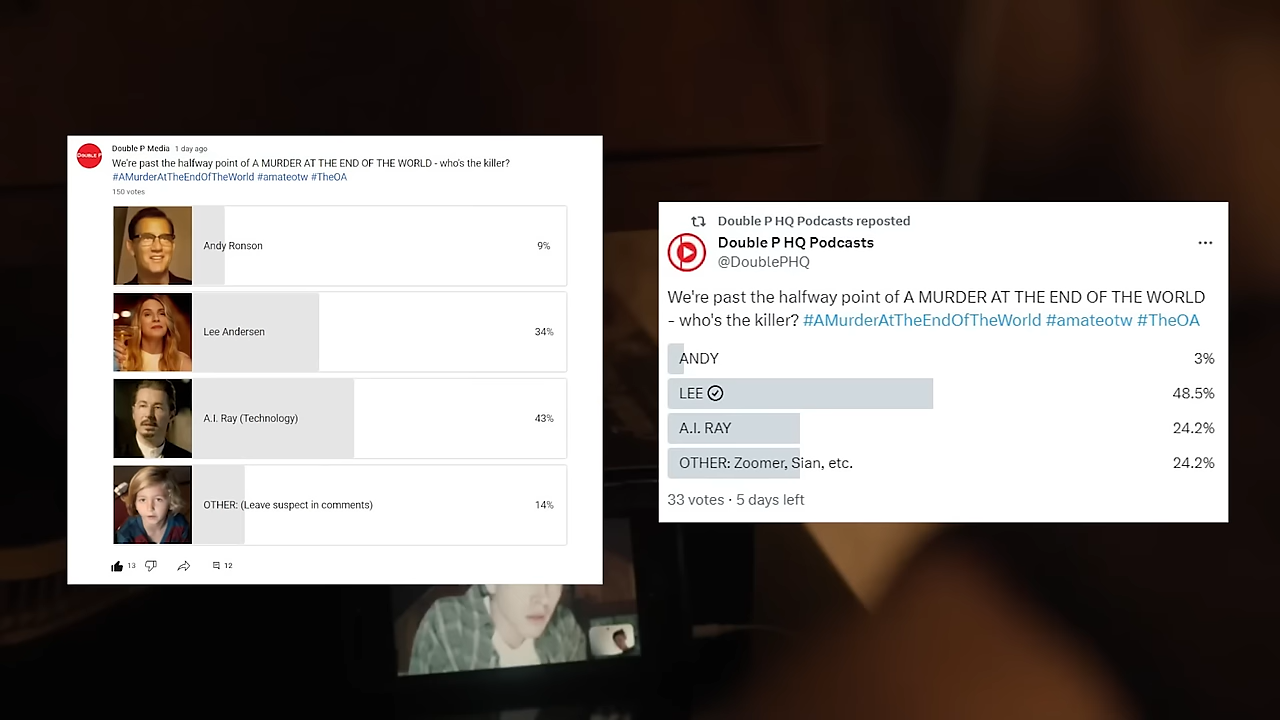 Double P Media 1 day ago
We're past the halfway point of A MURDER AT THE END OF THE WORLD - who's the killer?
#AMurderAtTheEndOfTheWorld #amateotw #TheOA
150 votes
Andy Ronson 9%
Lee Andersen 34%
A.I. Ray (Technology) 43%
OTHER: (Leave suspect in comments) 14%
13 12
Double P HQ Podcasts reposted
Double P HQ Podcasts
@DoublePHQ
We're past the halfway point of A MURDER AT THE END OF THE WORLD
- who's the killer? #AMurderAtTheEndOfTheWorld #amateotw #TheOA
ANDY 3%
LEE 48.5%
A.I. RAY 24.2%
OTHER: Zoomer, Sian, etc. 24.2%
33 votes · 5 days left